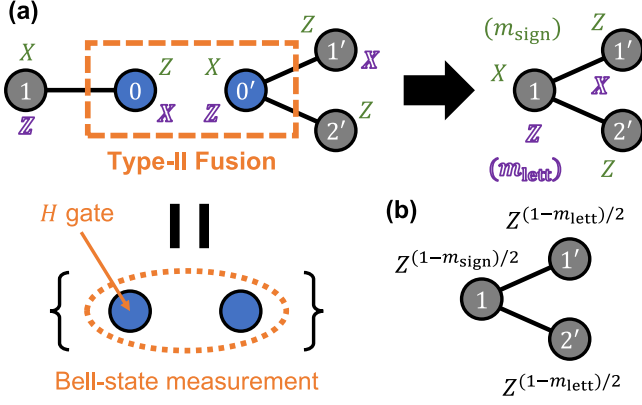 (a)
X
1
Z
Z
0
X
X
0′
Z
Z
1′
X
Z
2′
Type-II Fusion
(m_sign)
X
1
Z
(m_lett)
Z
1′
X
2′
Z
H gate
{ }
Bell-state measurement
(b)
Z^{(1−m_lett)/2}
1′
Z^{(1−m_sign)/2}
1
2′
Z^{(1−m_lett)/2}